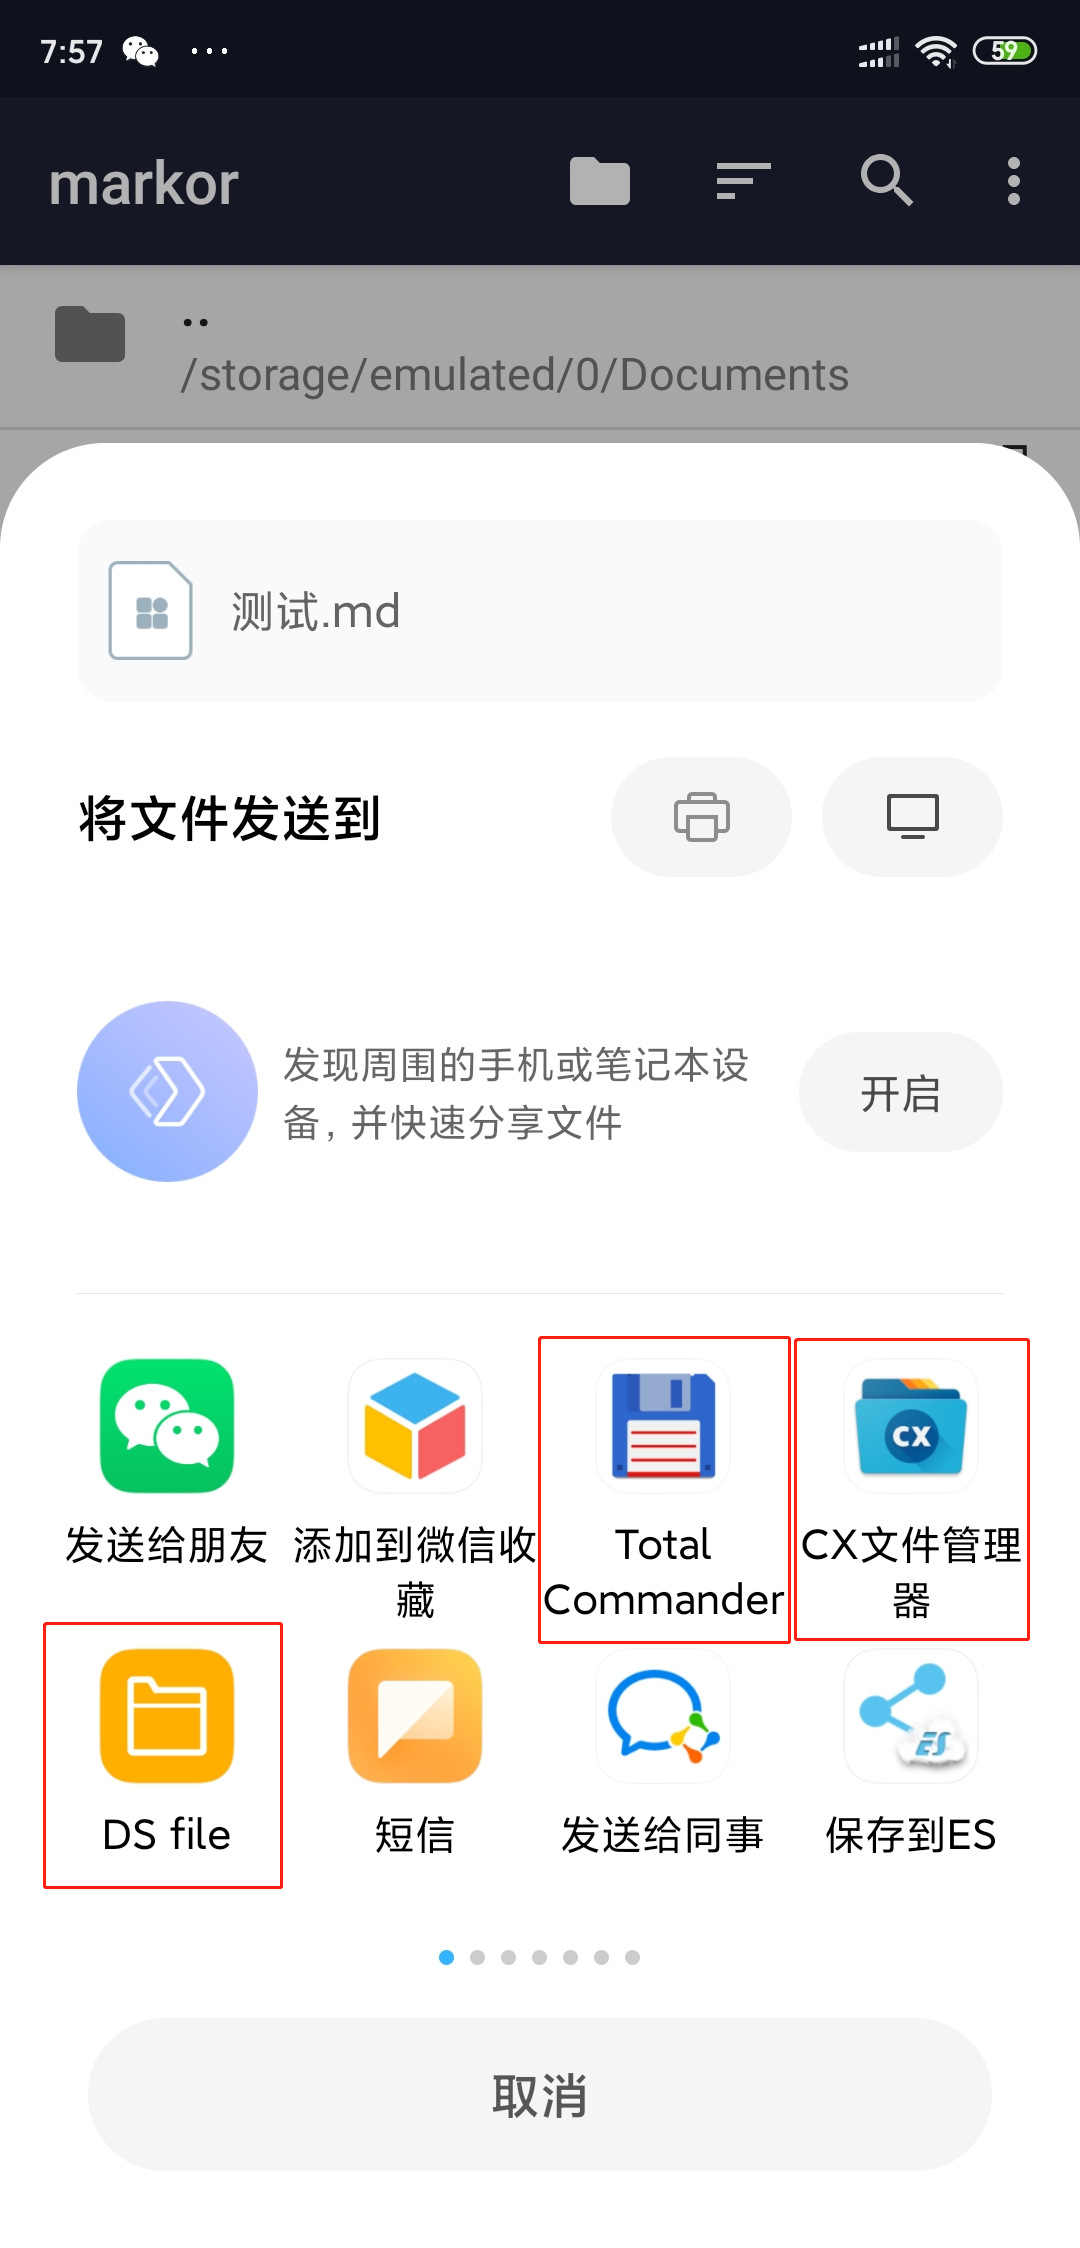 7:57 ... 59
markor
..
/storage/emulated/0/Documents
测试.md
将文件发送到
发现周围的手机或笔记本设
备，并快速分享文件
开启
CX
发送给朋友 添加到微信收 Total CX文件管理
藏 Commander 器
ES
DS file 短信 发送给同事 保存到ES
取消